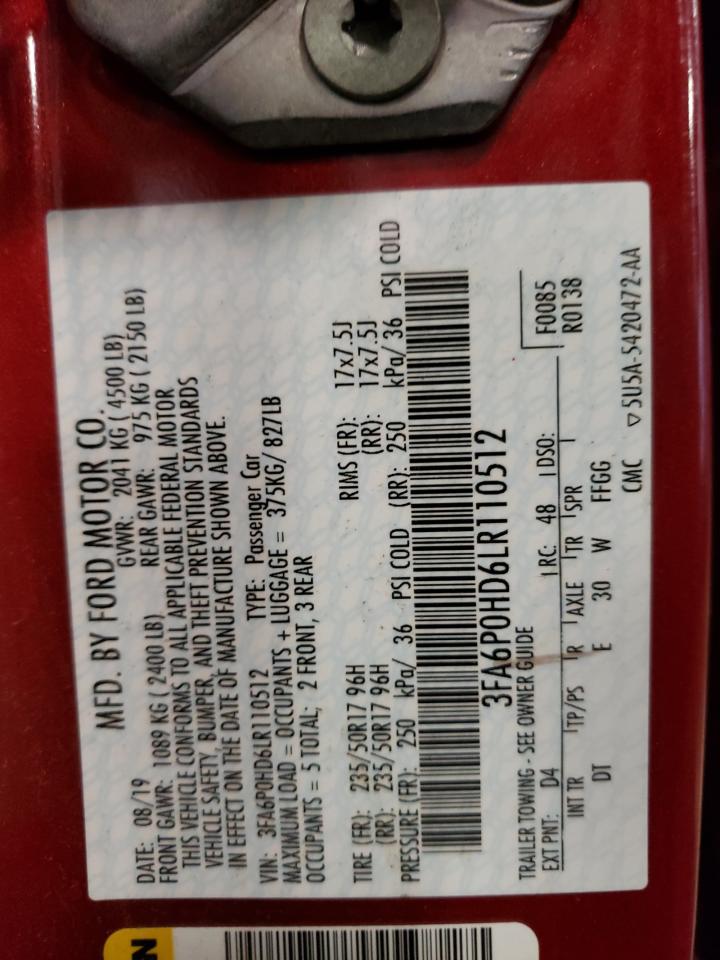 MFD. BY FORD MOTOR CO.
DATE: 08/19 GVWR: 2041 KG ( 4500 LB)
FRONT GAWR: 1089 KG ( 2400 LB) REAR GAWR: 975 KG ( 2150 LB)
THIS VEHICLE CONFORMS TO ALL APPLICABLE FEDERAL MOTOR
VEHICLE SAFETY, BUMPER, AND THEFT PREVENTION STANDARDS
IN EFFECT ON THE DATE OF MANUFACTURE SHOWN ABOVE.
VIN: 3FA6P0HD6LR110512 TYPE: Passenger Car
MAXIMUM LOAD = OCCUPANTS + LUGGAGE = 375KG/ 827LB
OCCUPANTS = 5 TOTAL; 2 FRONT, 3 REAR
TIRE (FR): 235/50R17 96H RIMS (FR): 17x7.5J
(RR): 235/50R17 96H (RR): 17x7.5J
PRESSURE (FR): 250 kPa/ 36 PSI COLD (RR): 250 kPa/ 36 PSI COLD
3FA6P0HD6LR110512
TRAILER TOWING - SEE OWNER GUIDE F0085
EXT PNT: D4 RC: 48 DSO: R0138
INT TR TP/PS R AXLE TR SPR
DT E 30 W FFGG
CMC ▽ 5U5A-5420472-AA